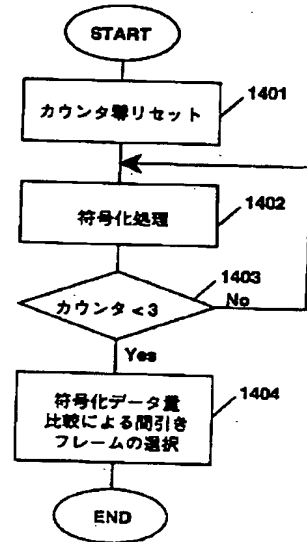 START
カウンタ零リセット
1401
符号化処理
1402
カウンタ<3
1403
No
Yes
符号化データ量
比較による間引き
フレームの選択
1404
END